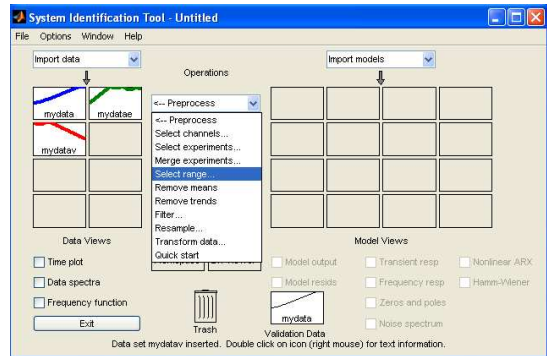 System Identification Tool - Untitled
File Options Window Help
Import data
Import models
Operations
<-- Preprocess
mydata
mydatae
mydatav
<-- Preprocess
Select channels...
Select experiments...
Merge experiments...
Select range...
Remove means
Remove trends
Filter...
Resample...
Transform data...
Quick start
Data Views
Model Views
Time plot
Data spectra
Frequency function
Exit
Trash
Model output
Transient resp
Nonlinear ARX
Model resids
Frequency resp
Hamm-Wiener
Zeros and poles
Noise spectrum
mydata
Validation Data
Data set mydatav inserted. Double click on icon (right mouse) for text information.